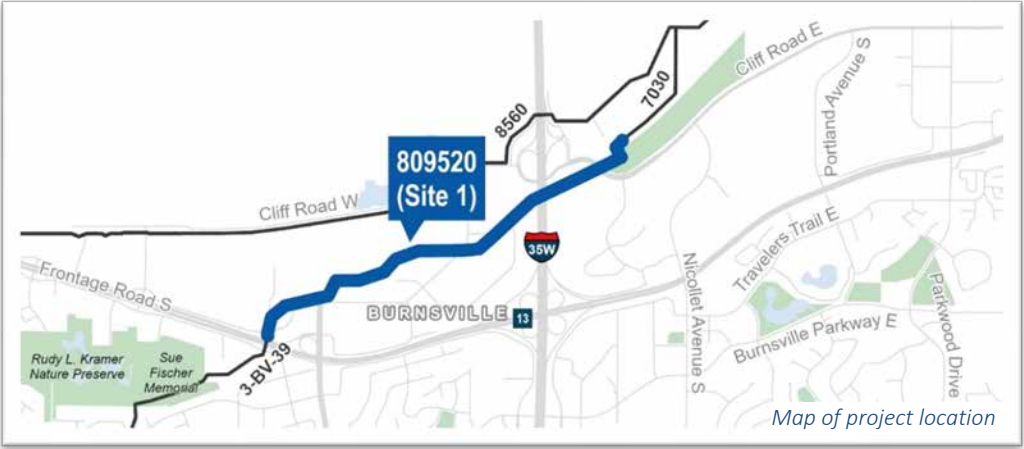 Cliff Road E
Portland Avenue S
7030
8560
809520
(Site 1)
Cliff Road W
35W
Travelers Trail E
Frontage Road S
Nicollet Avenue S
BURNSVILLE
13
Parkwood Drive
Burnsville Parkway E
Rudy L. Kramer
Nature Preserve
Sue
Fischer
Memorial
3-BV-39
Map of project location